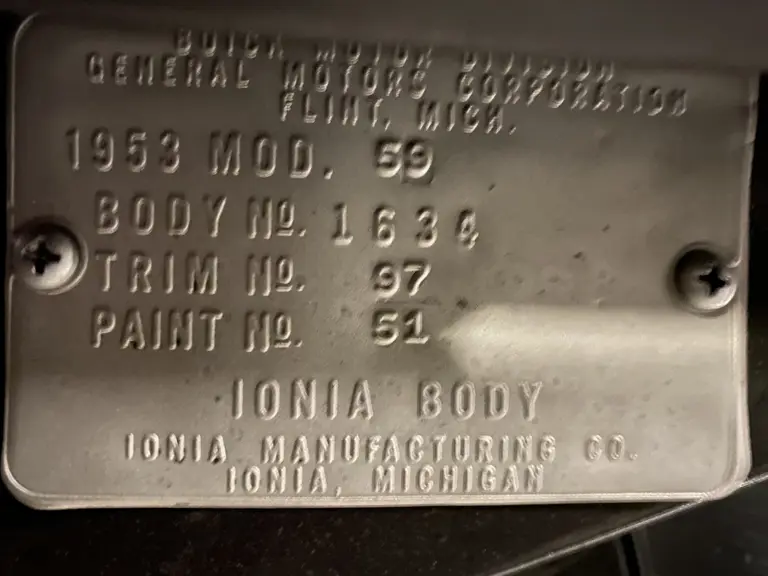 BUICK MOTOR DIVISION
GENERAL MOTORS CORPORATION
FLINT, MICH.
1953 MOD. 59
BODY Nº. 1634
TRIM Nº. 97
PAINT Nº. 51
IONIA BODY
IONIA MANUFACTURING CO.
IONIA, MICHIGAN